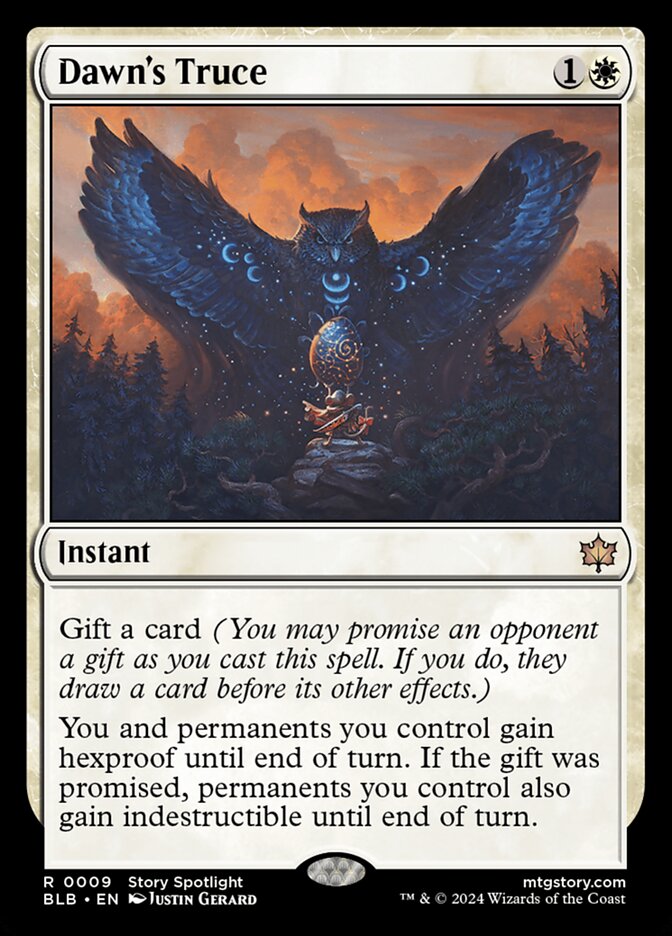 Dawn's Truce 1
Instant
Gift a card (You may promise an opponent
a gift as you cast this spell. If you do, they
draw a card before its other effects.)
You and permanents you control gain
hexproof until end of turn. If the gift was
promised, permanents you control also
gain indestructible until end of turn.
R 0009 Story Spotlight mtgstory.com
BLB • EN Justin Gerard ™ & © 2024 Wizards of the Coast